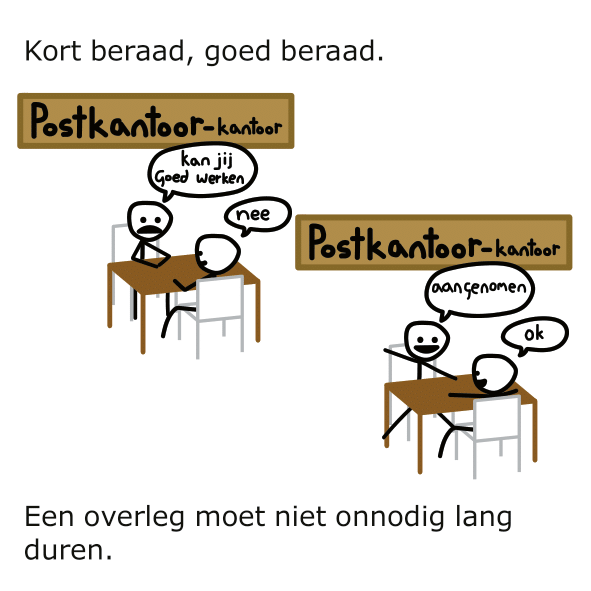 Kort beraad, goed beraad.
Postkantoor-kantoor
kan jij
Goed werken
nee
Postkantoor-kantoor
aangenomen
ok
Een overleg moet niet onnodig lang
duren.